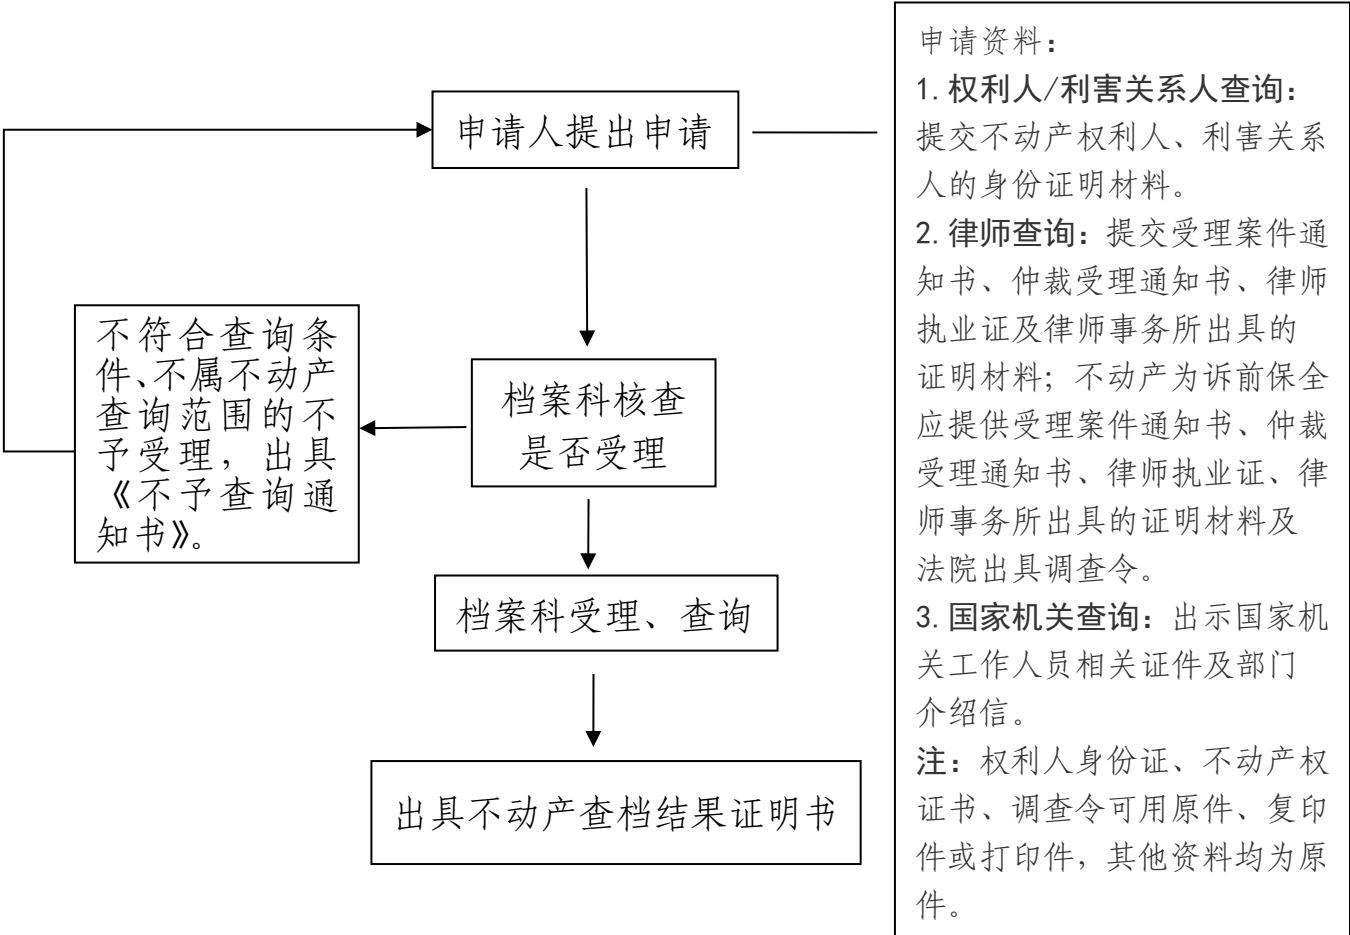 申请人提出申请
不符合查询条
件、不属不动产
查询范围的不
予受理，出具
《不予查询通
知书》。
档案科核查
是否受理
档案科受理、查询
出具不动产查档结果证明书
申请资料：
1.权利人/利害关系人查询：
提交不动产权利人、利害关系
人的身份证明材料。
2.律师查询：提交受理案件通
知书、仲裁受理通知书、律师
执业证及律师事务所出具的
证明材料；不动产为诉前保全
应提供受理案件通知书、仲裁
受理通知书、律师执业证、律
师事务所出具的证明材料及
法院出具调查令。
3.国家机关查询：出示国家机
关工作人员相关证件及部门
介绍信。
注：权利人身份证、不动产权
证书、调查令可用原件、复印
件或打印件，其他资料均为原
件。